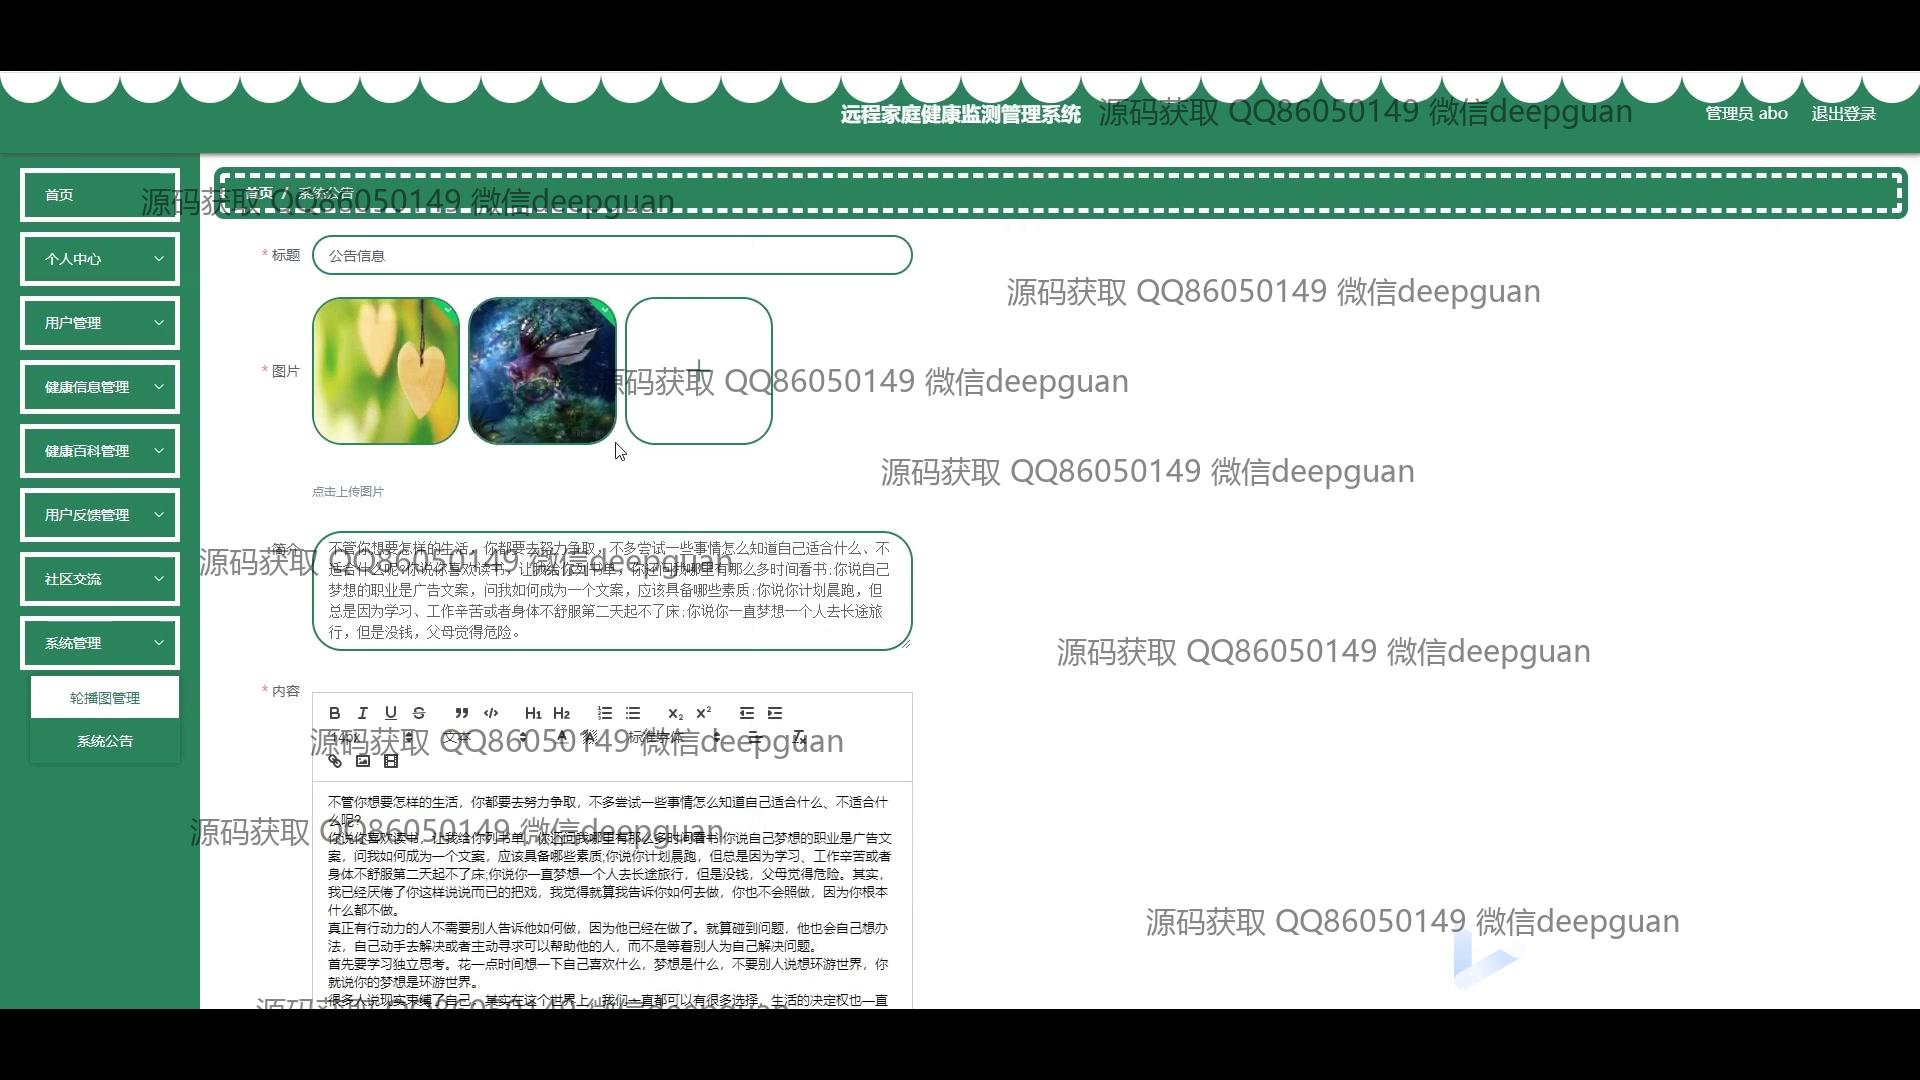 远程家庭健康监测管理系统
源码获取 QQ86050149 微信deepguan
管理员 abo
退出登录
首页
首页 / 系统公告
源码获取 QQ86050149 微信deepguan
个人中心
用户管理
健康信息管理
健康百科管理
用户反馈管理
社区交流
系统管理
轮播图管理
系统公告
* 标题
公告信息
源码获取 QQ86050149 微信deepguan
* 图片
源码获取 QQ86050149 微信deepguan
源码获取 QQ86050149 微信deepguan
点击上传图片
简介
源码获取 QQ86050149 微信deepguan
不管你想要怎样的生活，你都要去努力争取，不多尝试一些事情怎么知道自己适合什么、不
适合什么呢?你说你喜欢读书，让我给你列书单，你还问我哪里有那么多时间看书;你说自己
梦想的职业是广告文案，问我如何成为一个文案，应该具备哪些素质;你说你计划晨跑，但
总是因为学习、工作辛苦或者身体不舒服第二天起不了床;你说你一直梦想一个人去长途旅
行，但是没钱，父母觉得危险。
源码获取 QQ86050149 微信deepguan
* 内容
B I U S ” </> H1 H2 X2 X2
14px 文本 A 标准字体
源码获取 QQ86050149 微信deepguan
不管你想要怎样的生活，你都要去努力争取，不多尝试一些事情怎么知道自己适合什么、不适合什
么呢?
源码获取 QQ86050149 微信deepguan
你说你喜欢读书，让我给你列书单，你还问我哪里有那么多时间看书;你说自己梦想的职业是广告文
案，问我如何成为一个文案，应该具备哪些素质;你说你计划晨跑，但总是因为学习、工作辛苦或者
身体不舒服第二天起不了床;你说你一直梦想一个人去长途旅行，但是没钱，父母觉得危险。其实，
我已经厌倦了你这样说说而已的把戏，我觉得就算我告诉你如何去做，你也不会照做，因为你根本
什么都不做。
真正有行动力的人不需要别人告诉他如何做，因为他已经在做了。就算碰到问题，他也会自己想办
法，自己动手去解决或者主动寻求可以帮助他的人，而不是等着别人为自己解决问题。
源码获取 QQ86050149 微信deepguan
首先要学习独立思考。花一点时间想一下自己喜欢什么，梦想是什么，不要别人说想环游世界，你
就说你的梦想是环游世界。
很多人说现实束缚了自己，其实在这个世界上，我们一直都可以有很多选择，生活的决定权也一直
源码获取 QQ86050149 微信deepguan